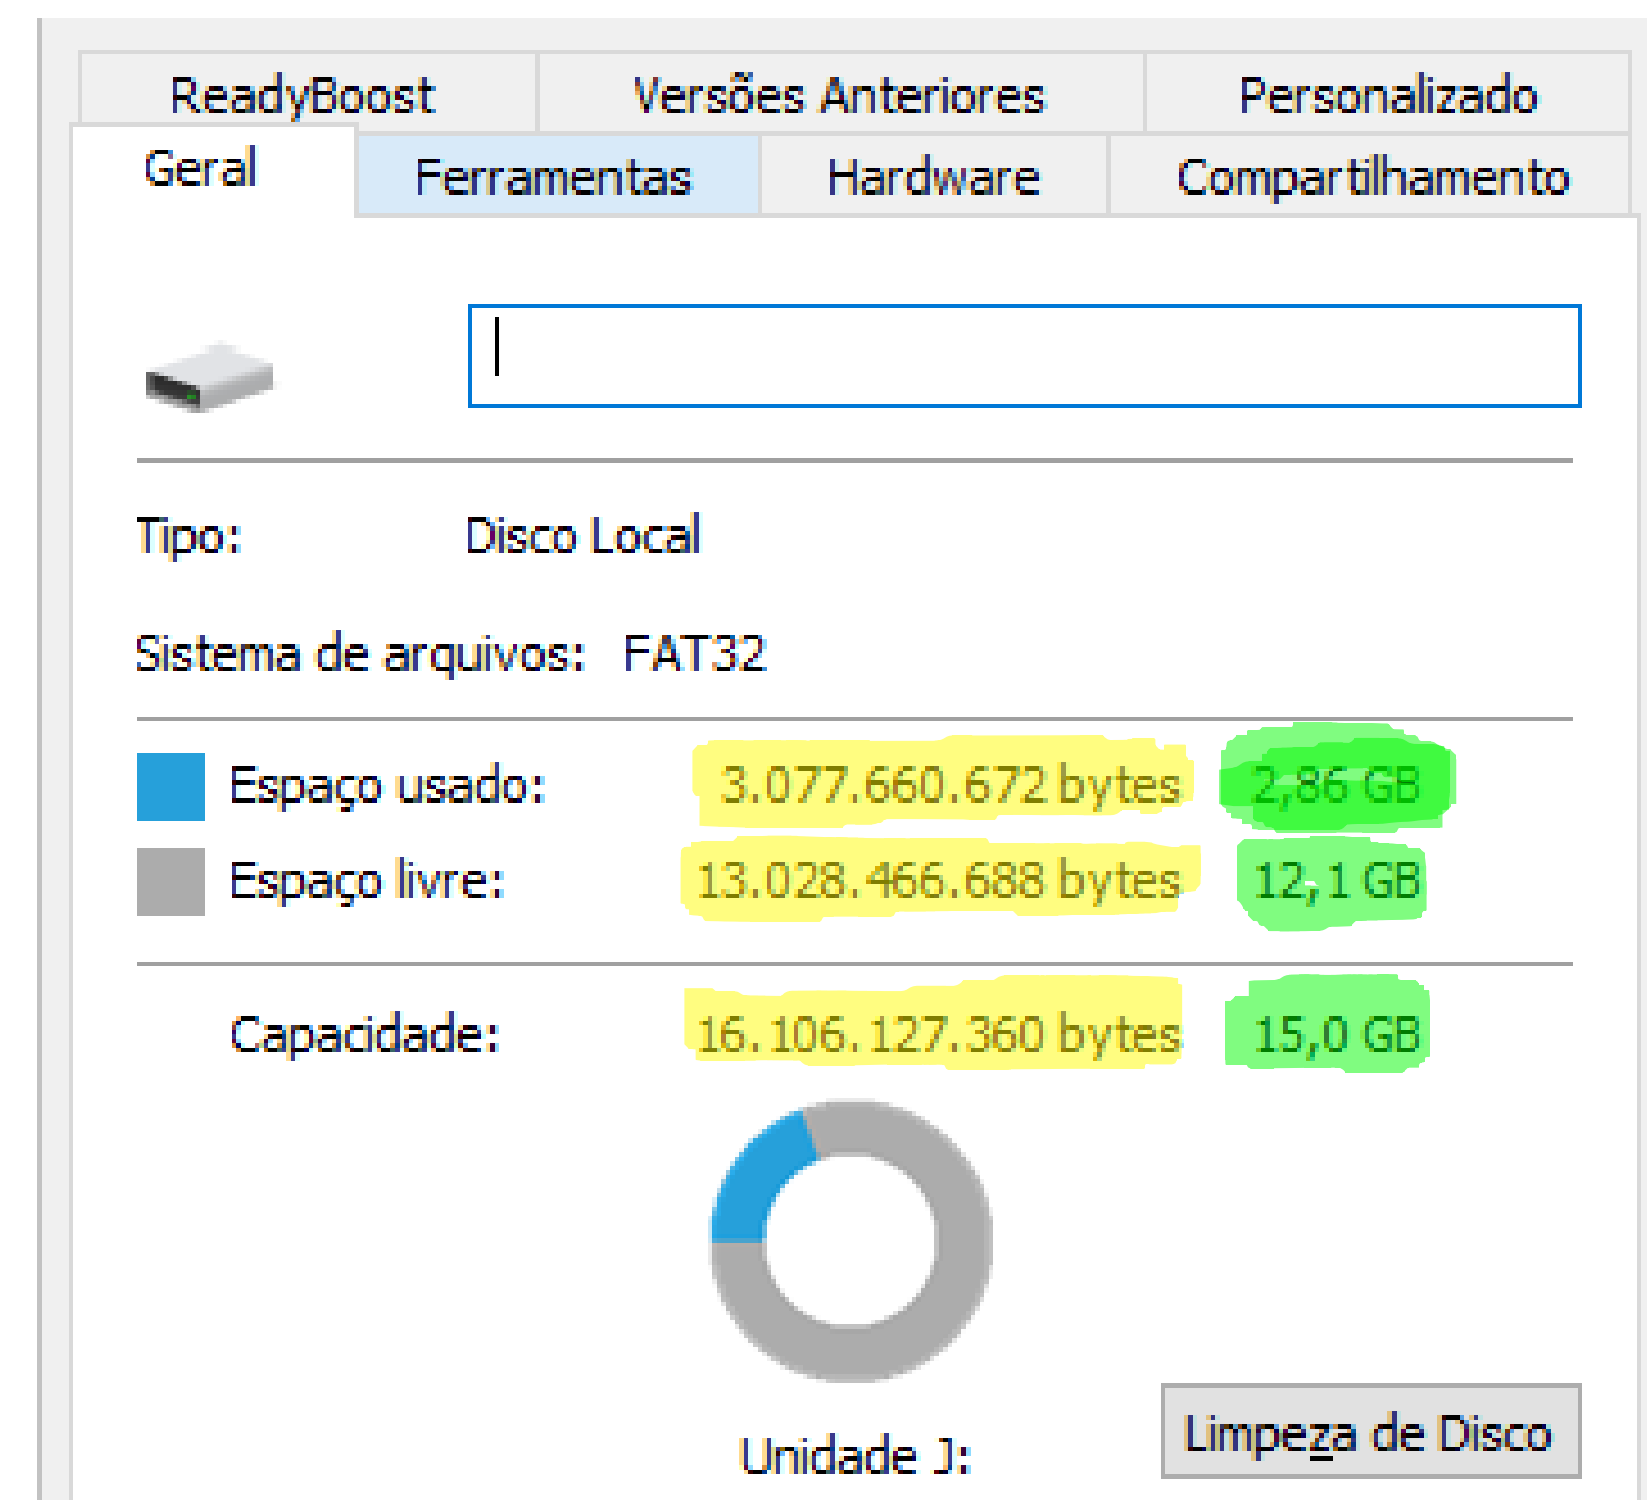 ReadyBoost Versões Anteriores Personalizado
Geral Ferramentas Hardware Compartilhamento
Tipo: Disco Local
Sistema de arquivos: FAT32
Espaço usado: 3.077.660.672 bytes 2,86 GB
Espaço livre: 13.028.466.688 bytes 12,1 GB
Capacidade: 16.106.127.360 bytes 15,0 GB
Unidade J: Limpeza de Disco